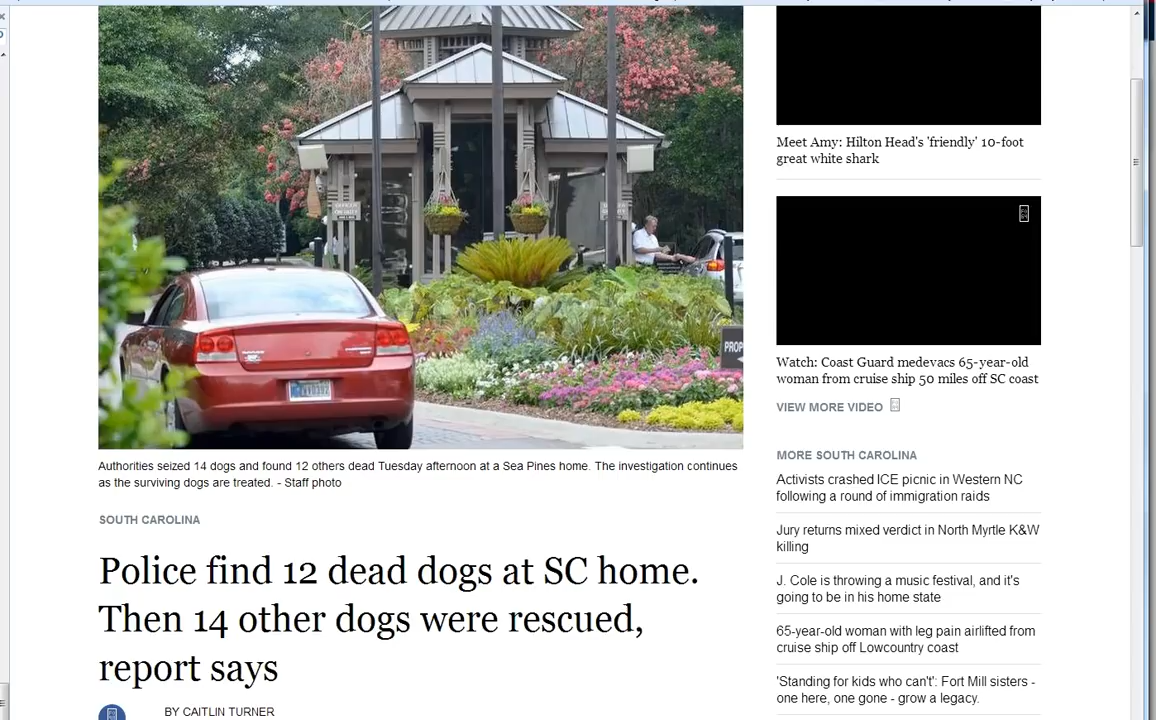 PROP
Authorities seized 14 dogs and found 12 others dead Tuesday afternoon at a Sea Pines home. The investigation continues
as the surviving dogs are treated. - Staff photo
SOUTH CAROLINA
Police find 12 dead dogs at SC home.
Then 14 other dogs were rescued,
report says
BY CAITLIN TURNER
Meet Amy: Hilton Head's 'friendly' 10-foot
great white shark
Watch: Coast Guard medevacs 65-year-old
woman from cruise ship 50 miles off SC coast
VIEW MORE VIDEO
MORE SOUTH CAROLINA
Activists crashed ICE picnic in Western NC
following a round of immigration raids
Jury returns mixed verdict in North Myrtle K&W
killing
J. Cole is throwing a music festival, and it's
going to be in his home state
65-year-old woman with leg pain airlifted from
cruise ship off Lowcountry coast
'Standing for kids who can't': Fort Mill sisters -
one here, one gone - grow a legacy.